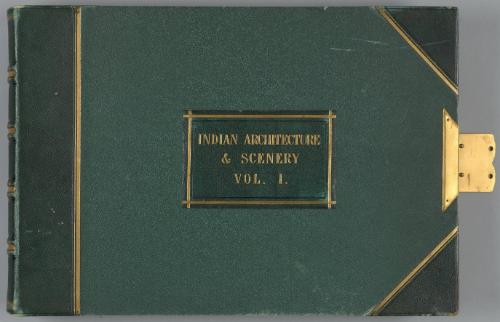 INDIAN ARCHITECTURE
& SCENERY
VOL. I.